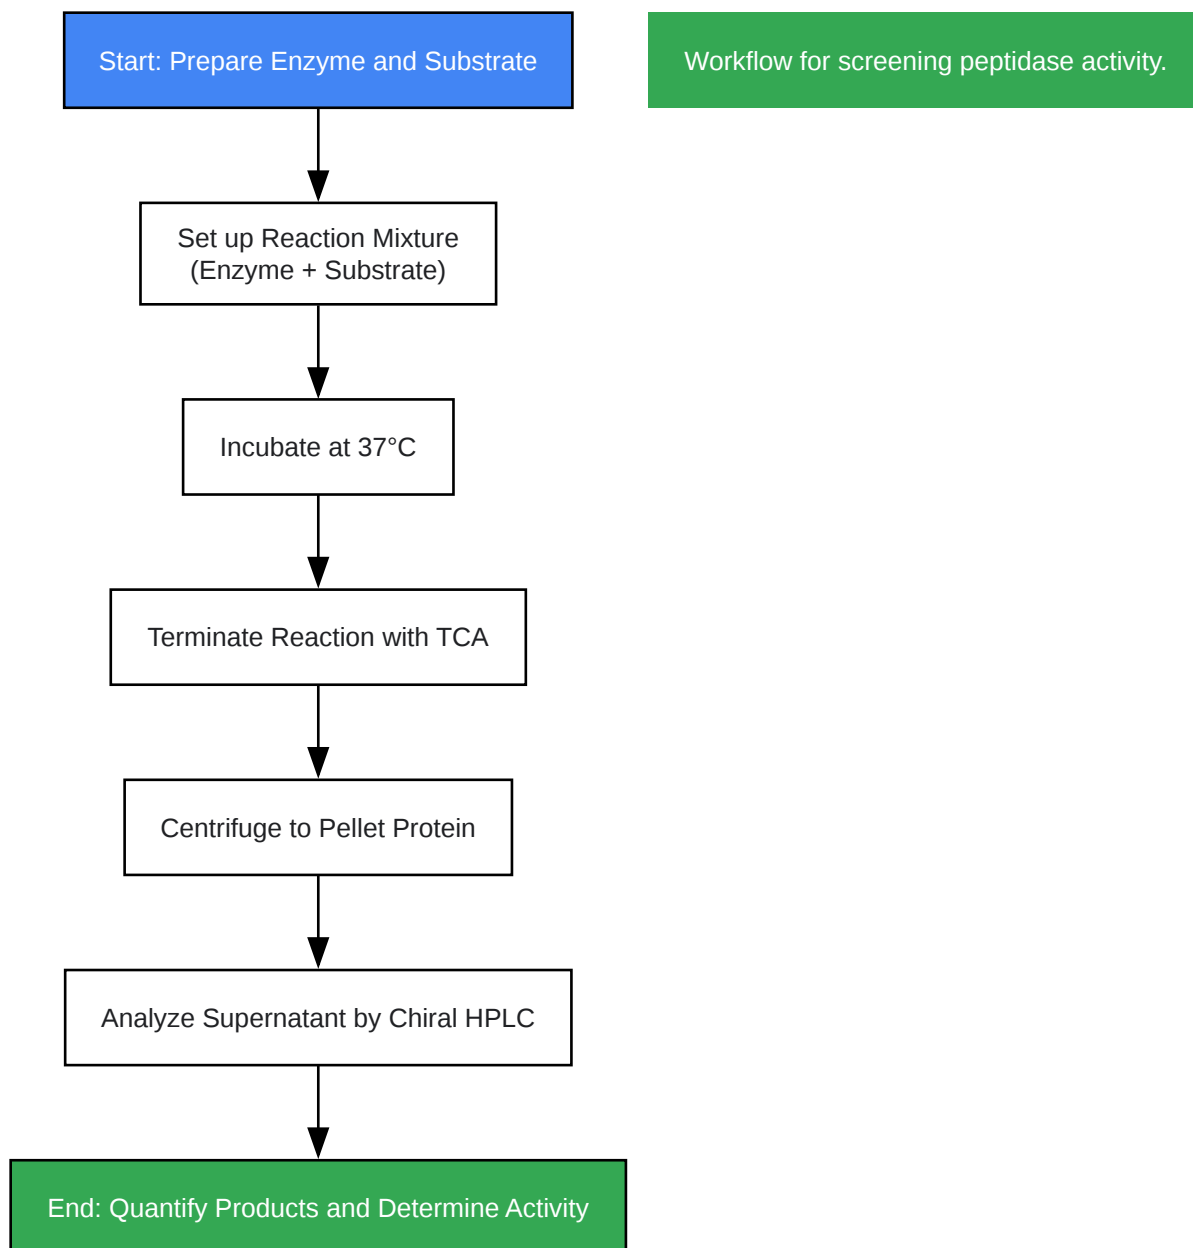 Start: Prepare Enzyme and Substrate
Workflow for screening peptidase activity.
Set up Reaction Mixture
(Enzyme + Substrate)
Incubate at 37°C
Terminate Reaction with TCA
Centrifuge to Pellet Protein
Analyze Supernatant by Chiral HPLC
End: Quantify Products and Determine Activity